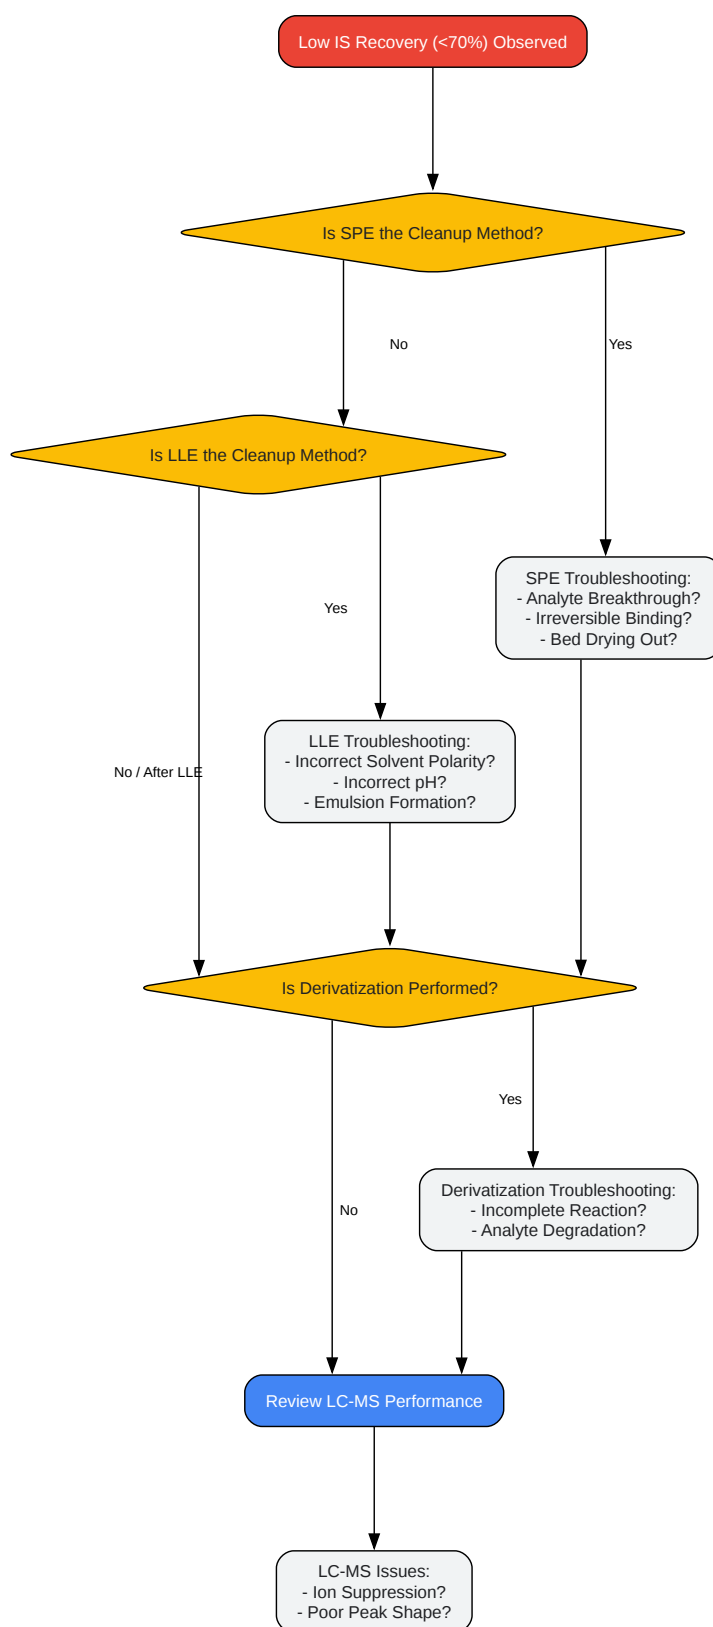 Low IS Recovery (<70%) Observed
Is SPE the Cleanup Method?
No
Yes
Is LLE the Cleanup Method?
SPE Troubleshooting:
- Analyte Breakthrough?
- Irreversible Binding?
- Bed Drying Out?
Yes
LLE Troubleshooting:
- Incorrect Solvent Polarity?
- Incorrect pH?
- Emulsion Formation?
No / After LLE
Is Derivatization Performed?
Yes
Derivatization Troubleshooting:
- Incomplete Reaction?
- Analyte Degradation?
No
Review LC-MS Performance
LC-MS Issues:
- Ion Suppression?
- Poor Peak Shape?